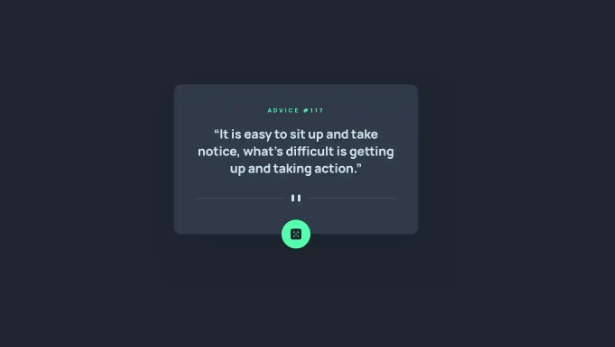 ADVICE #117
“It is easy to sit up and take
notice, what's difficult is getting
up and taking action.”